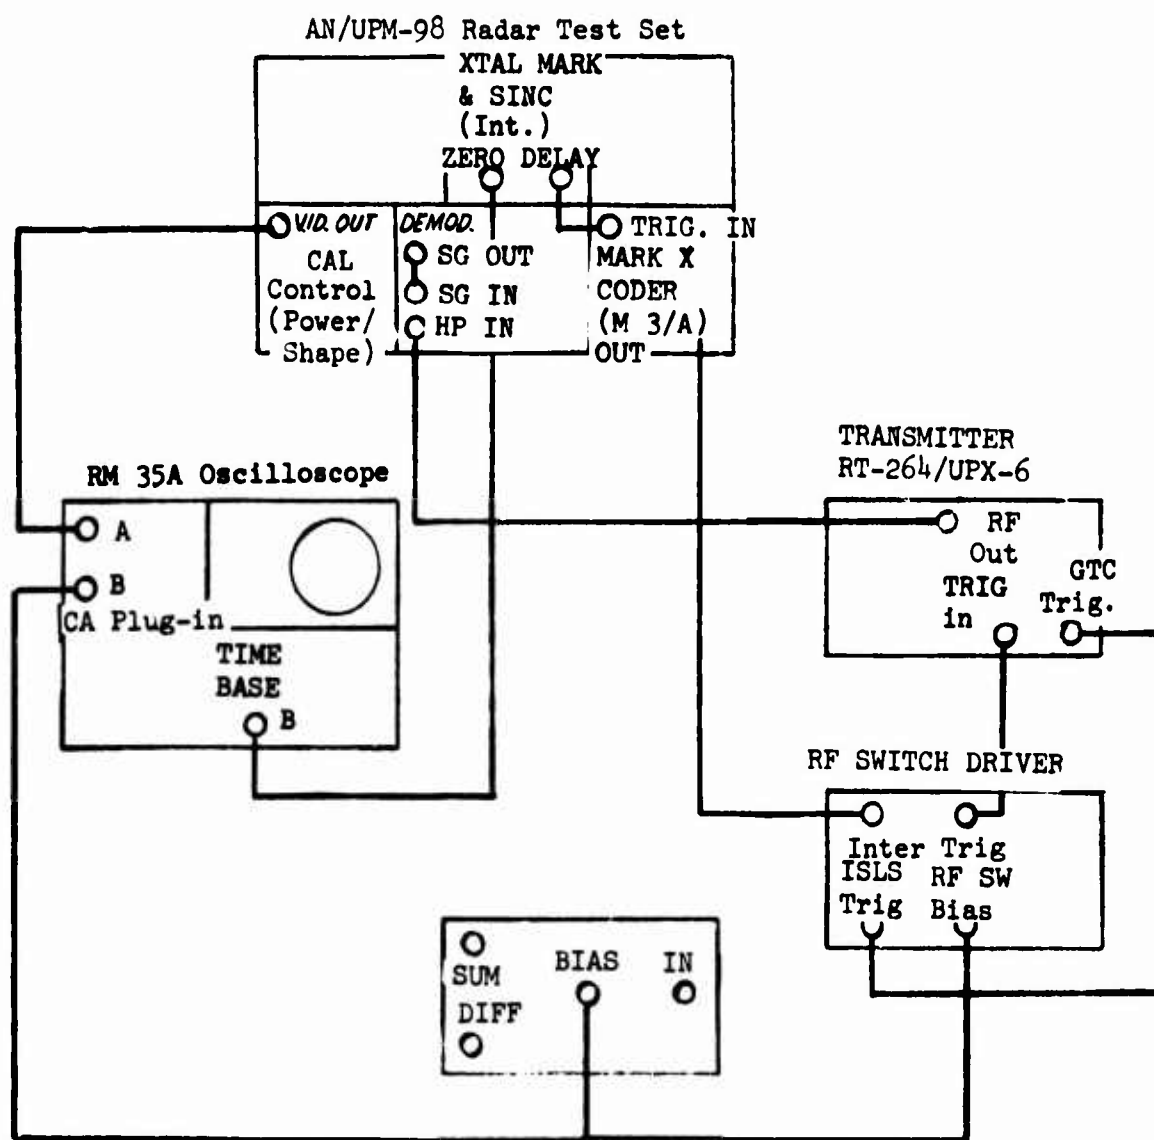 AN/UPM-98 Radar Test Set
XTAL MARK
& SINC
(Int.)
ZERO DELAY
VID. OUT
CAL
Control
(Power/
Shape)
DEMOD.
SG OUT
SG IN
HP IN
TRIG. IN
MARK X
CODER
(M 3/A)
OUT
RM 35A Oscilloscope
A
B
CA Plug-in
TIME
BASE
B
TRANSMITTER
RT-264/UPX-6
RF
Out
TRIG
in
GTC
Trig.
RF SWITCH DRIVER
Inter Trig
ISLS
Trig
RF SW
Bias
SUM
DIFF
BIAS
IN